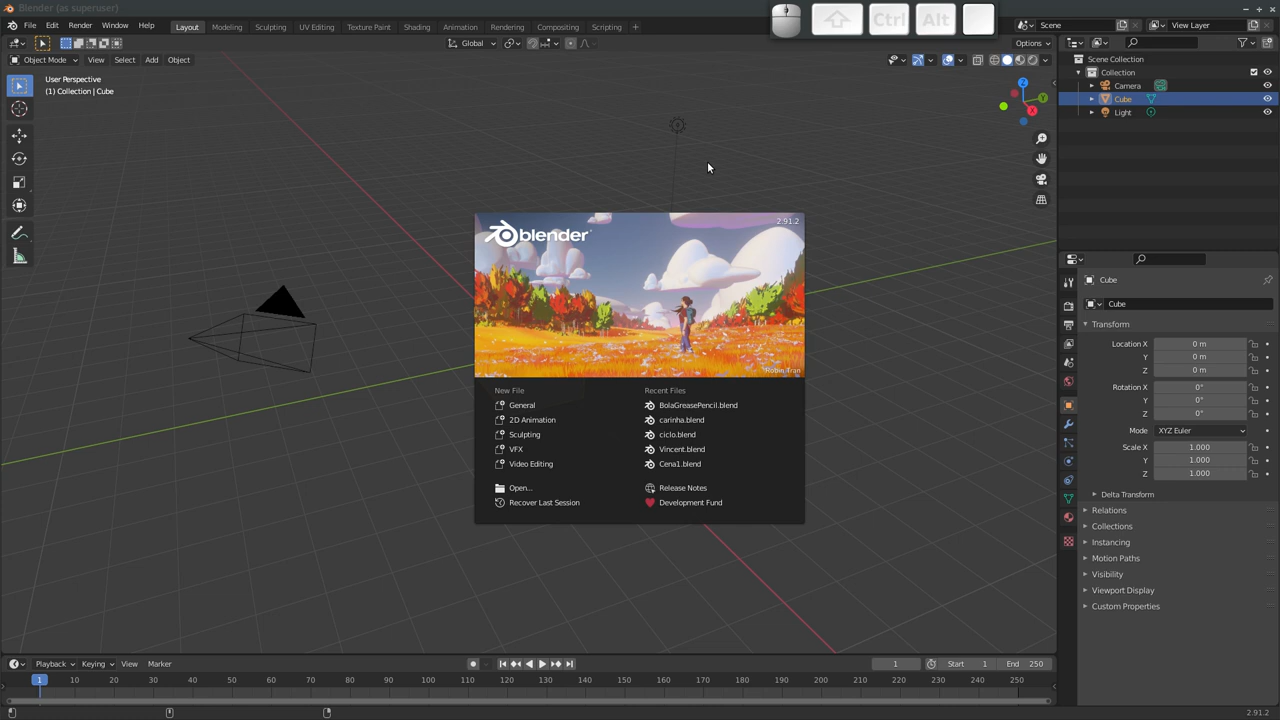 Blender (as superuser)
File Edit Render Window Help
Layout Modeling Sculpting UV Editing Texture Paint Shading Animation Rendering Compositing Scripting +
Ctrl Alt
Scene
View Layer
Global
Options
Object Mode View Select Add Object
User Perspective
(1) Collection | Cube
Z
Y
X
Scene Collection
Collection
Camera
Cube
Light
blender
2.91.2
Robin Tran
New File
General
2D Animation
Sculpting
VFX
Video Editing
Open...
Recover Last Session
Recent Files
BolaGreasePencil.blend
carinha.blend
ciclo.blend
Vincent.blend
Cena1.blend
Release Notes
Development Fund
Cube
Cube
Transform
Location X 0 m
Y 0 m
Z 0 m
Rotation X 0°
Y 0°
Z 0°
Mode XYZ Euler
Scale X 1.000
Y 1.000
Z 1.000
Delta Transform
Relations
Collections
Instancing
Motion Paths
Visibility
Viewport Display
Custom Properties
Playback Keying View Marker
1 Start 1 End 250
1 10 20 30 40 50 60 70 80 90 100 110 120 130 140 150 160 170 180 190 200 210 220 230 240 250
2.91.2